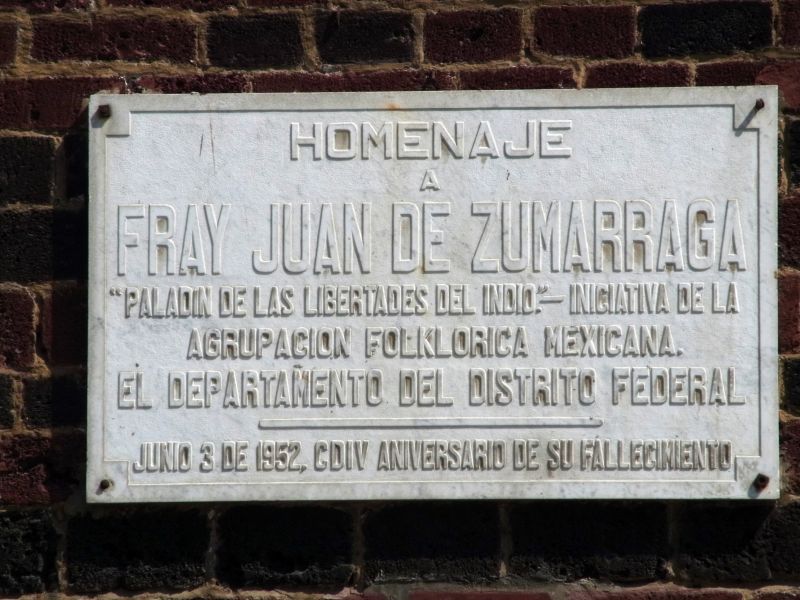 HOMENAJE
A
FRAY JUAN DE ZUMARRAGA
"PALADIN DE LAS LIBERTADES DEL INDIO."- INICIATIVA DE LA
AGRUPACION FOLKLORICA MEXICANA.
EL DEPARTAMENTO DEL DISTRITO FEDERAL
JUNIO 3 DE 1952, CDIV ANIVERSARIO DE SU FALLECIMIENTO